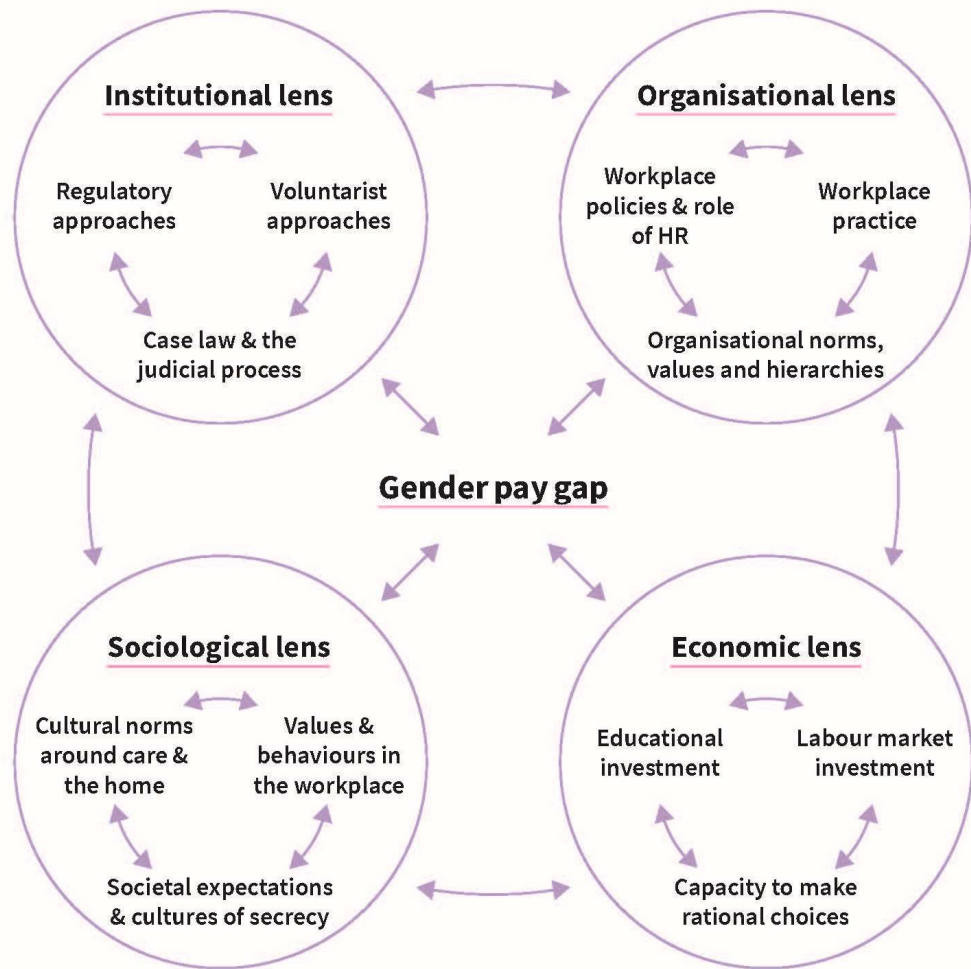 Institutional lens
Regulatory
approaches
Voluntarist
approaches
Case law & the
judicial process
Organisational lens
Workplace
policies & role
of HR
Workplace
practice
Organisational norms,
values and hierarchies
Gender pay gap
Sociological lens
Cultural norms
around care &
the home
Values &
behaviours in
the workplace
Societal expectations
& cultures of secrecy
Economic lens
Educational
investment
Labour market
investment
Capacity to make
rational choices